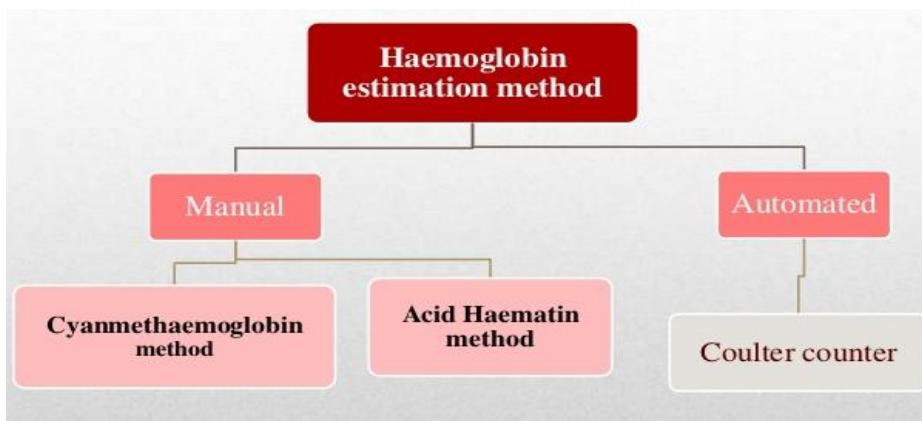 Haemoglobin
estimation method
Manual
Automated
Cyanmethaemoglobin
method
Acid Haematin
method
Coulter counter